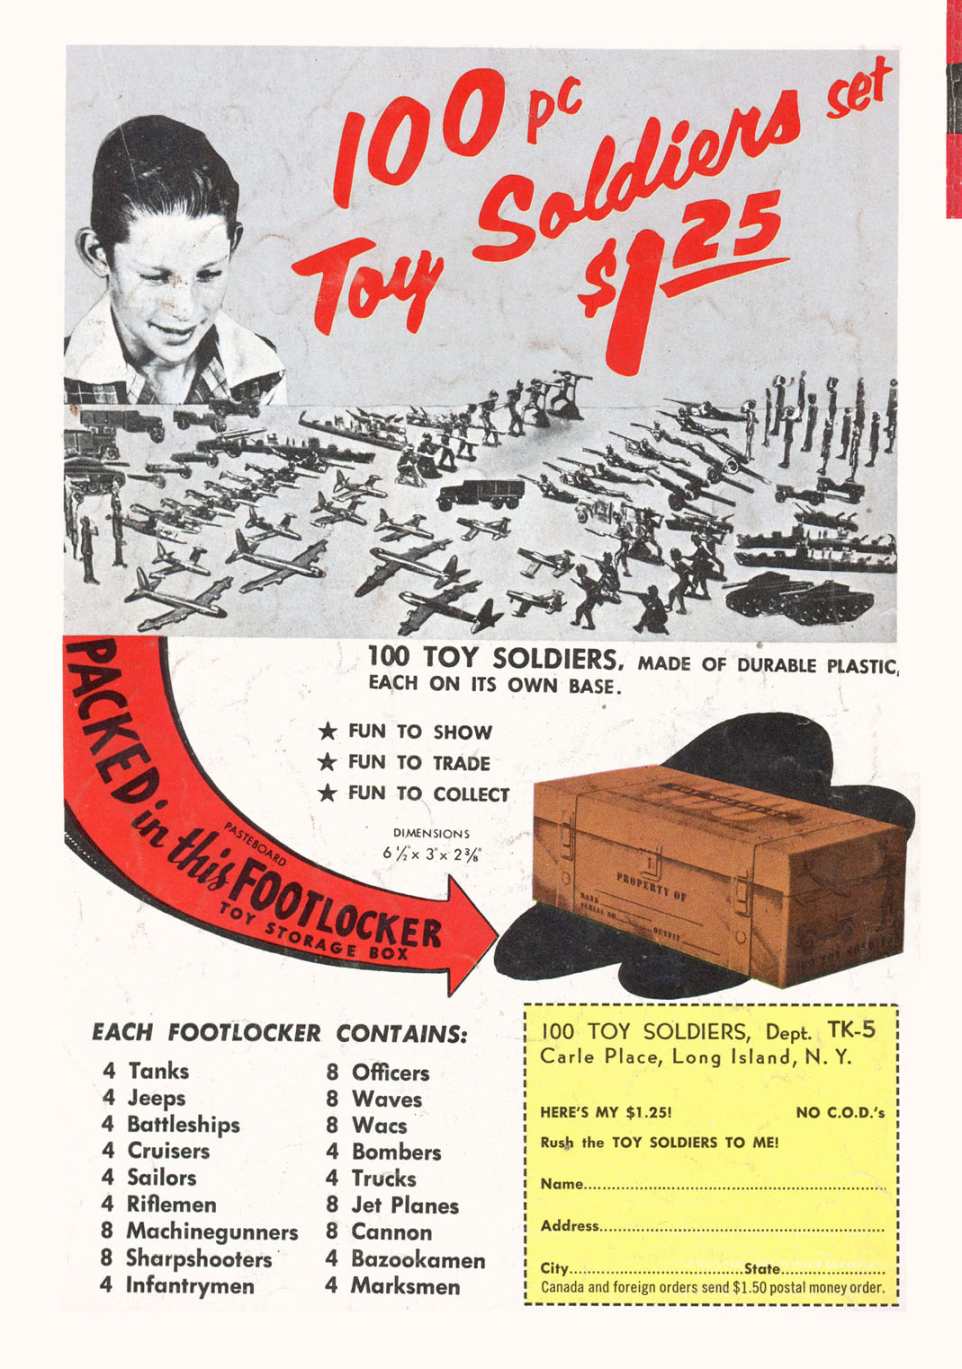 100 pc
Toy Soldiers set
$1.25
100 TOY SOLDIERS, MADE OF DURABLE PLASTIC,
EACH ON ITS OWN BASE.
★ FUN TO SHOW
★ FUN TO TRADE
★ FUN TO COLLECT
DIMENSIONS
6 ½" x 3" x 2⅜"
PACKED in this
PASTEBOARD
FOOTLOCKER
TOY STORAGE BOX
PROPERTY OF
NAME
SERIAL NO.
OUTFIT
EACH FOOTLOCKER CONTAINS:
4 Tanks
4 Jeeps
4 Battleships
4 Cruisers
4 Sailors
4 Riflemen
8 Machinegunners
8 Sharpshooters
4 Infantrymen
8 Officers
8 Waves
8 Wacs
4 Bombers
4 Trucks
8 Jet Planes
8 Cannon
4 Bazookamen
4 Marksmen
100 TOY SOLDIERS, Dept. TK-5
Carle Place, Long Island, N. Y.
HERE'S MY $1.25! NO C.O.D.'s
Rush the TOY SOLDIERS TO ME!
Name
Address
City State
Canada and foreign orders send $1.50 postal money order.